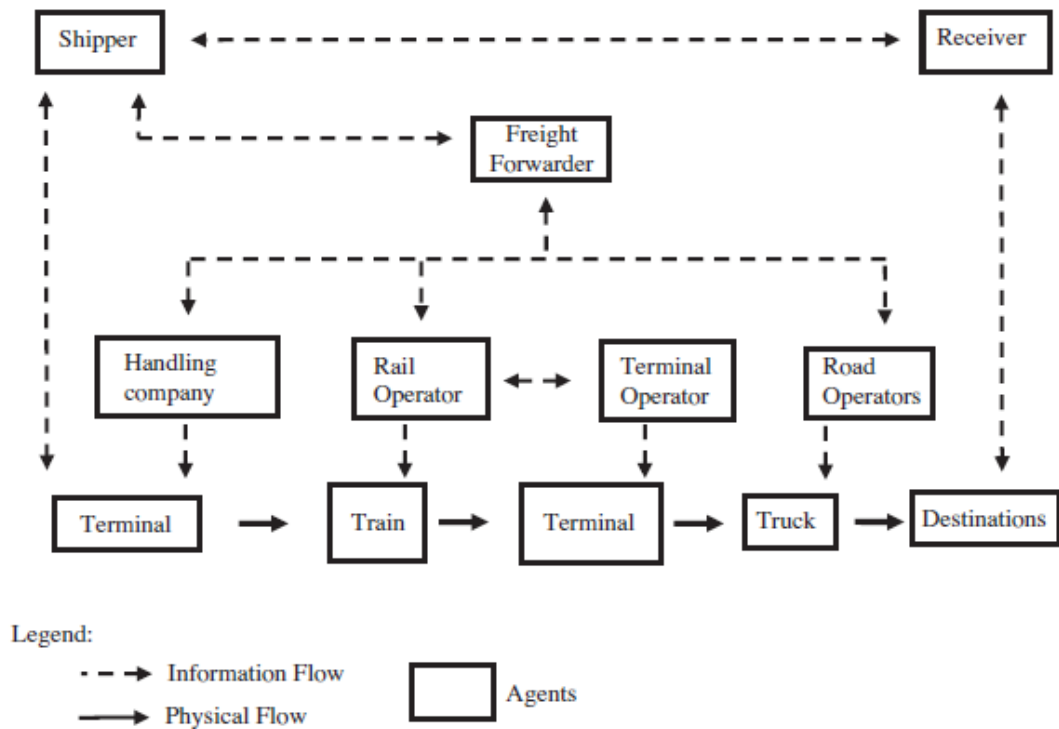 Shipper
Receiver
Freight
Forwarder
Handling
company
Rail
Operator
Terminal
Operator
Road
Operators
Terminal
Train
Terminal
Truck
Destinations
Legend:
Information Flow
Agents
Physical Flow